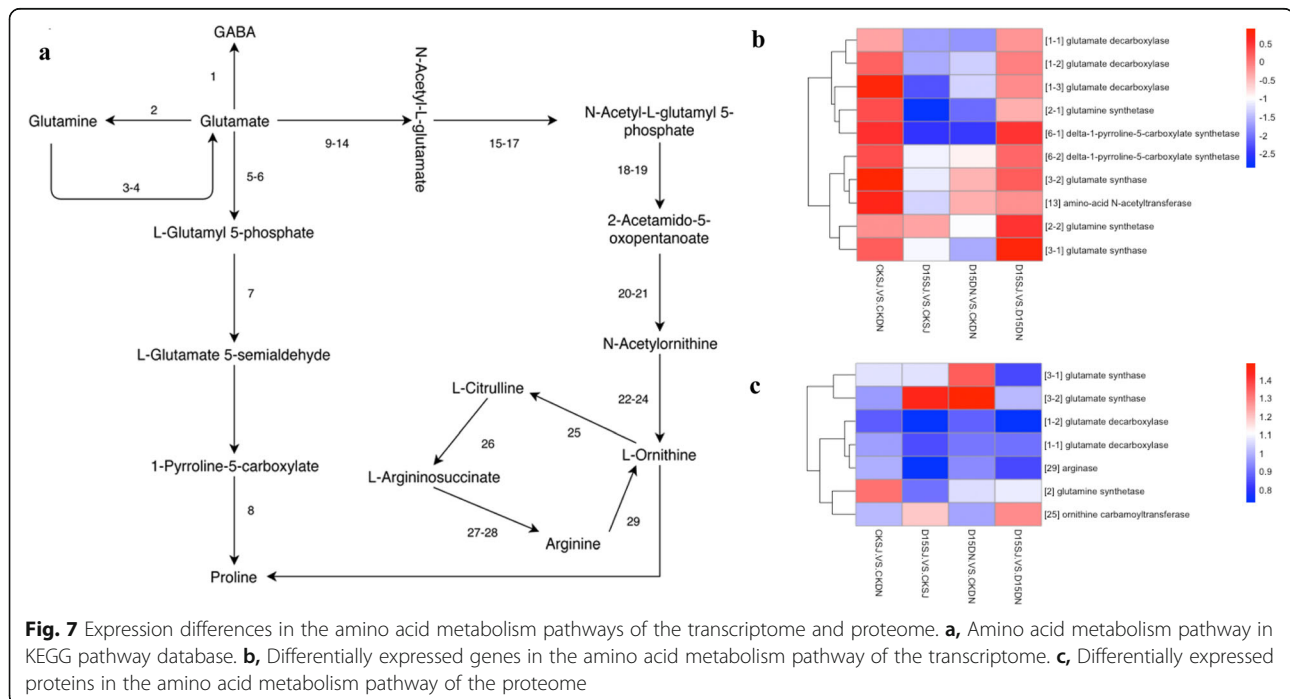 a
GABA
1
Glutamine
2
Glutamate
3-4
5-6
9-14
N-Acetyl-L-glutamate
15-17
N-Acetyl-L-glutamyl 5-
phosphate
18-19
2-Acetamido-5-
oxopentanoate
20-21
N-Acetylornithine
22-24
L-Ornithine
L-Glutamyl 5-phosphate
7
L-Glutamate 5-semialdehyde
1-Pyrroline-5-carboxylate
8
Proline
L-Citrulline
25
26
L-Argininosuccinate
27-28
Arginine
29
b
[1-1] glutamate decarboxylase
[1-2] glutamate decarboxylase
[1-3] glutamate decarboxylase
[2-1] glutamine synthetase
[6-1] delta-1-pyrroline-5-carboxylate synthetase
[6-2] delta-1-pyrroline-5-carboxylate synthetase
[3-2] glutamate synthase
[13] amino-acid N-acetyltransferase
[2-2] glutamine synthetase
[3-1] glutamate synthase
CKSJ.VS.CKDN
D15SJ.VS.CKSJ
D15DN.VS.CKDN
D15SJ.VS.D15DN
0.5
0
-0.5
-1
-1.5
-2
-2.5
c
[3-1] glutamate synthase
[3-2] glutamate synthase
[1-2] glutamate decarboxylase
[1-1] glutamate decarboxylase
[29] arginase
[2] glutamine synthetase
[25] ornithine carbamoyltransferase
CKSJ.VS.CKDN
D15SJ.VS.CKSJ
D15DN.VS.CKDN
D15SJ.VS.D15DN
1.4
1.3
1.2
1.1
1
0.9
0.8
Fig. 7 Expression differences in the amino acid metabolism pathways of the transcriptome and proteome. a, Amino acid metabolism pathway in
KEGG pathway database. b, Differentially expressed genes in the amino acid metabolism pathway of the transcriptome. c, Differentially expressed
proteins in the amino acid metabolism pathway of the proteome